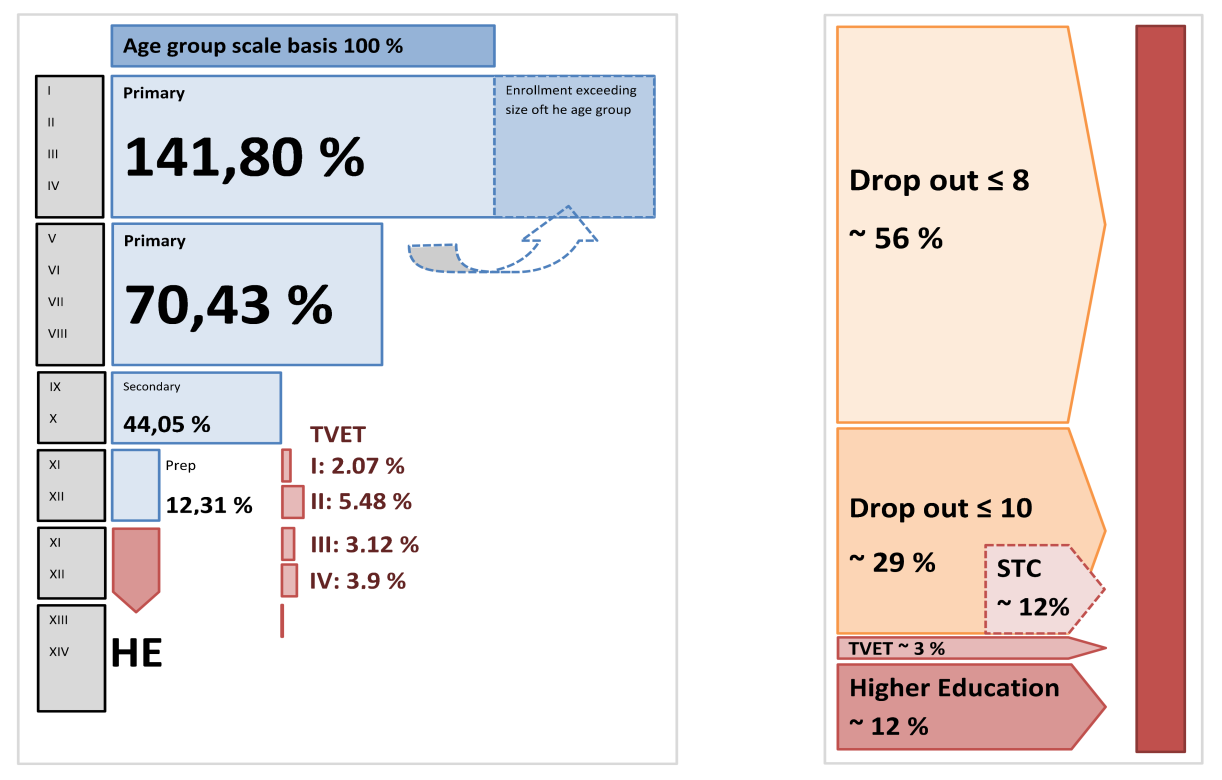 Age group scale basis 100 %
I
II
III
IV
Primary
141,80 %
Enrollment exceeding
size oft he age group
V
VI
VII
VIII
Primary
70,43 %
IX
X
Secondary
44,05 %
TVET
XI
XII
Prep
12,31 %
I: 2.07 %
II: 5.48 %
XI
XII
III: 3.12 %
IV: 3.9 %
XIII
XIV
HE
Drop out ≤ 8
~ 56 %
Drop out ≤ 10
~ 29 %
STC
~ 12%
TVET ~ 3 %
Higher Education
~ 12 %